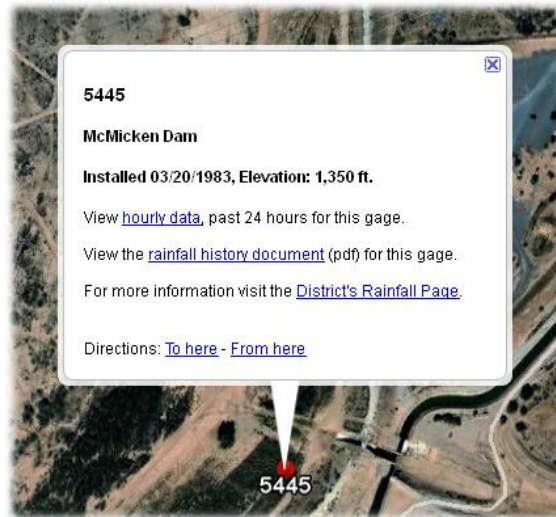 5445
McMicken Dam
Installed 03/20/1983, Elevation: 1,350 ft.
View hourly data, past 24 hours for this gage.
View the rainfall history document (pdf) for this gage.
For more information visit the District's Rainfall Page.
Directions: To here - From here
5445